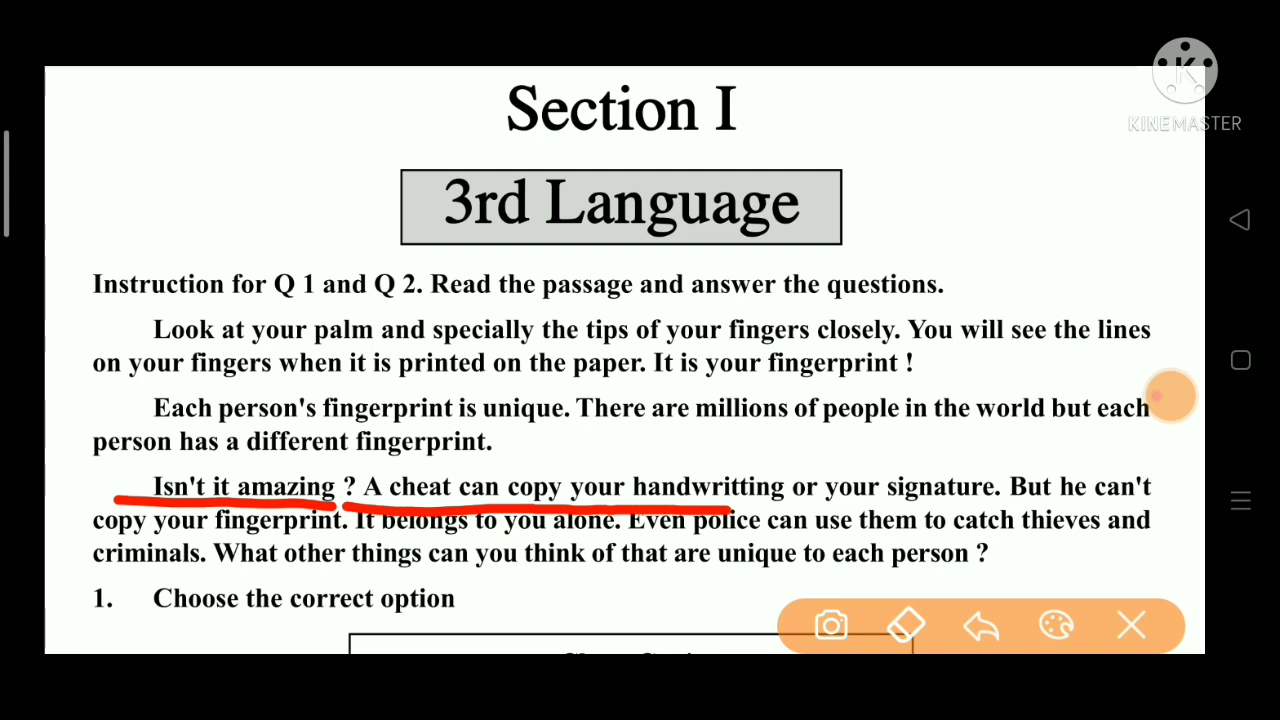 Section I
3rd Language
KINEMASTER
Instruction for Q 1 and Q 2. Read the passage and answer the questions.
Look at your palm and specially the tips of your fingers closely. You will see the lines
on your fingers when it is printed on the paper. It is your fingerprint !
Each person's fingerprint is unique. There are millions of people in the world but each
person has a different fingerprint.
Isn't it amazing ? A cheat can copy your handwritting or your signature. But he can't
copy your fingerprint. It belongs to you alone. Even police can use them to catch thieves and
criminals. What other things can you think of that are unique to each person ?
1. Choose the correct option